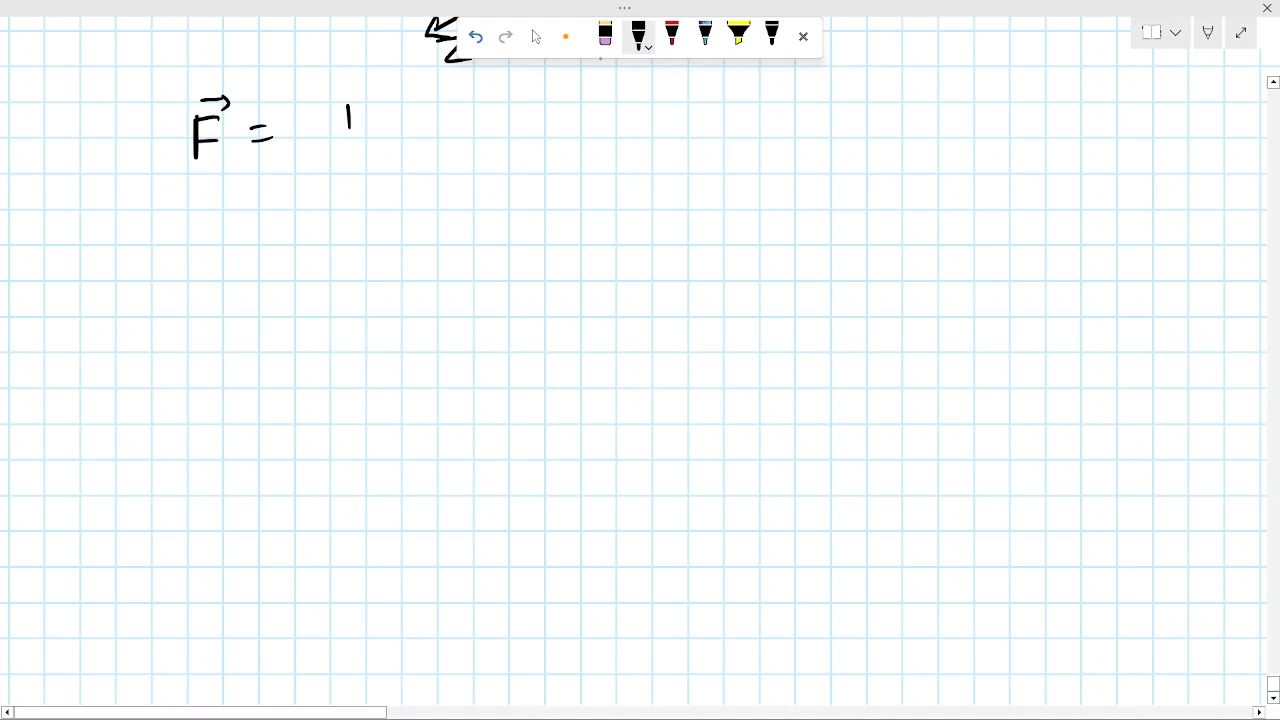 F⃗ = 1